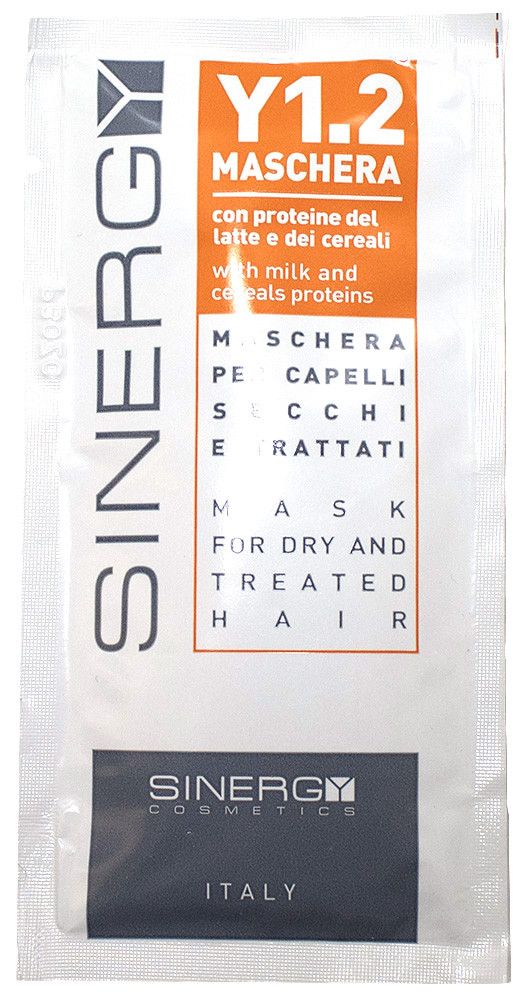 SINERGY
Y1.2
MASCHERA
con proteine del
latte e dei cereali
with milk and
cereals proteins
MASCHERA
PER CAPELLI
SECCHI
E TRATTATI
MASK
FOR DRY AND
TREATED
HAIR
SINERGY
COSMETICS
ITALY